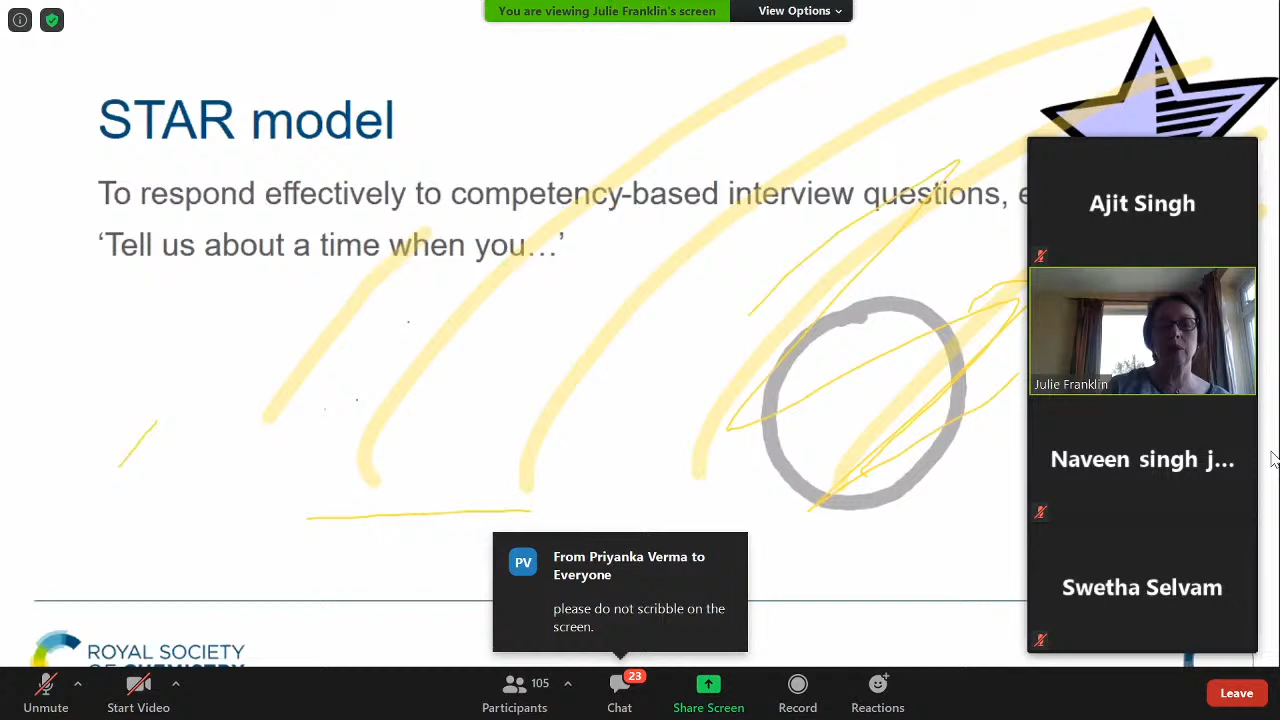 You are viewing Julie Franklin's screen
View Options
STAR model
To respond effectively to competency-based interview questions,
‘Tell us about a time when you…’
Ajit Singh
Julie Franklin
Naveen singh j...
Swetha Selvam
PV
From Priyanka Verma to
Everyone
please do not scribble on the
screen.
ROYAL SOCIETY
OF CHEMISTRY
Unmute
Start Video
105
Participants
23
Chat
Share Screen
Record
Reactions
Leave